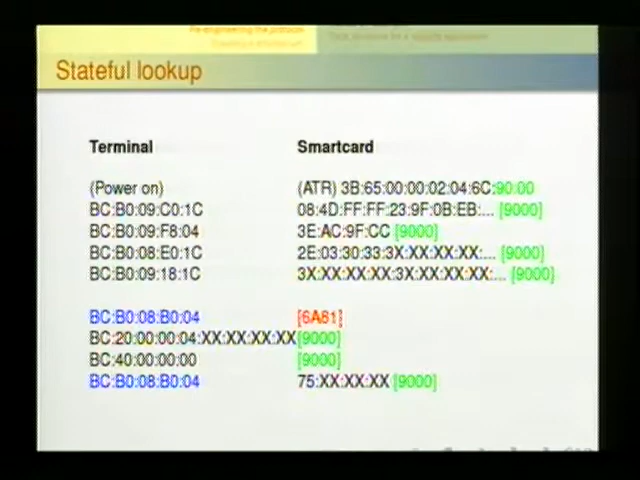 Re-engineering the protocol
Stateful lookup
Terminal Smartcard
(Power on) (ATR) 3B:65:00:00:02:04:6C:90:00
BC:B0:09:C0:1C 08:4D:FF:FF:23:9F:0B:EB:... [9000]
BC:B0:09:F8:04 3E:AC:9F:CC [9000]
BC:B0:08:E0:1C 2E:03:30:33:3X:XX:XX:XX:... [9000]
BC:B0:09:18:1C 3X:XX:XX:XX:3X:XX:XX:XX:... [9000]
BC:B0:08:B0:04 [6A81]
BC:20:00:00:04:XX:XX:XX:XX [9000]
BC:40:00:00:00 [9000]
BC:B0:08:B0:04 75:XX:XX:XX [9000]